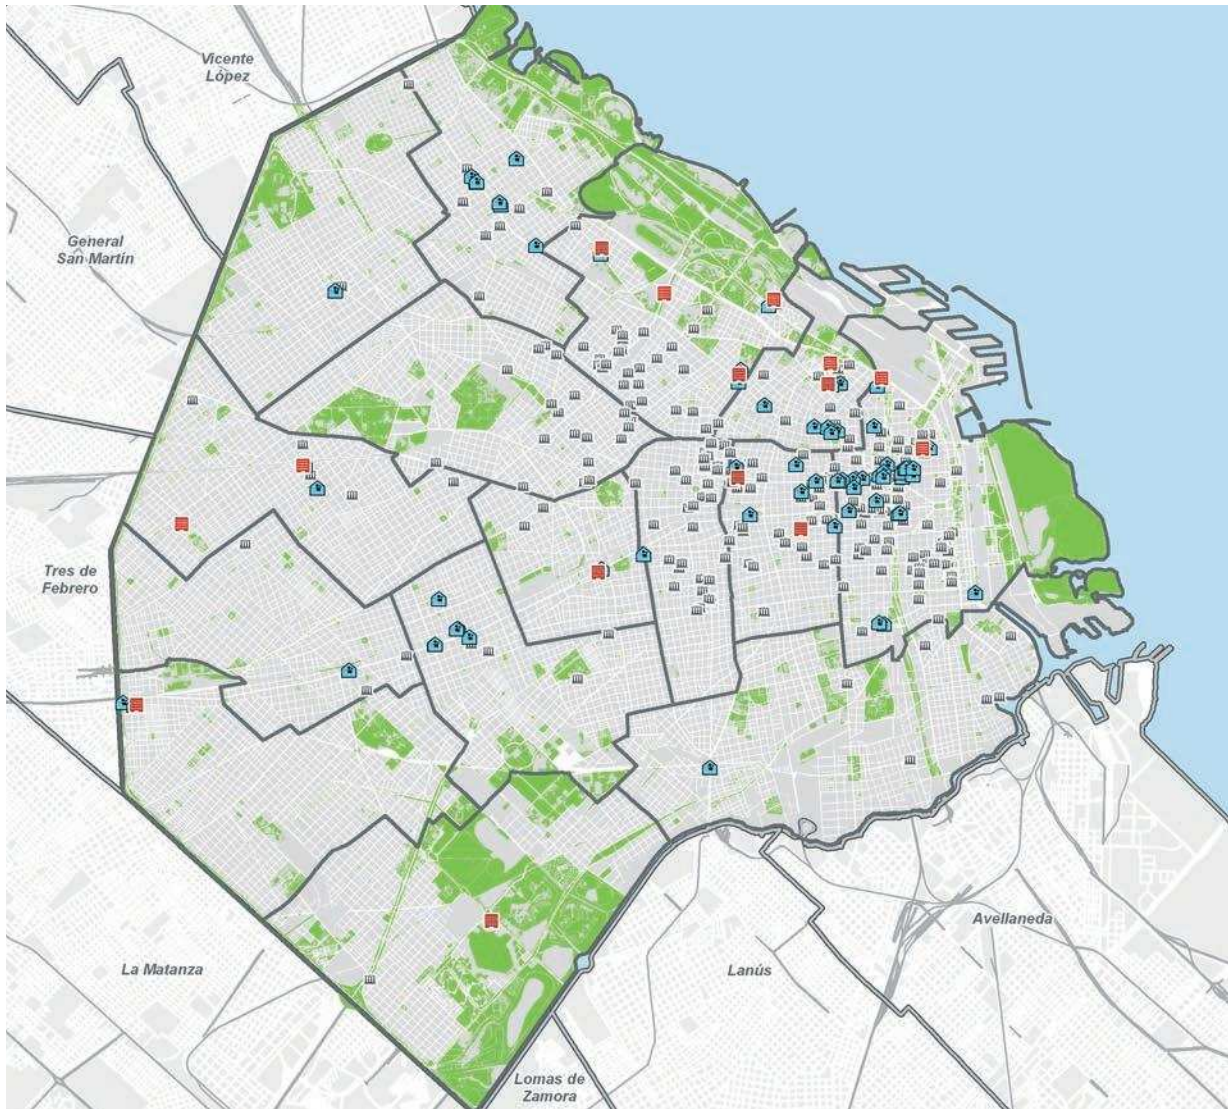 Vicente
López
General
San Martín
Tres de
Febrero
La Matanza
Lanús
Avellaneda
Lomas de
Zamora